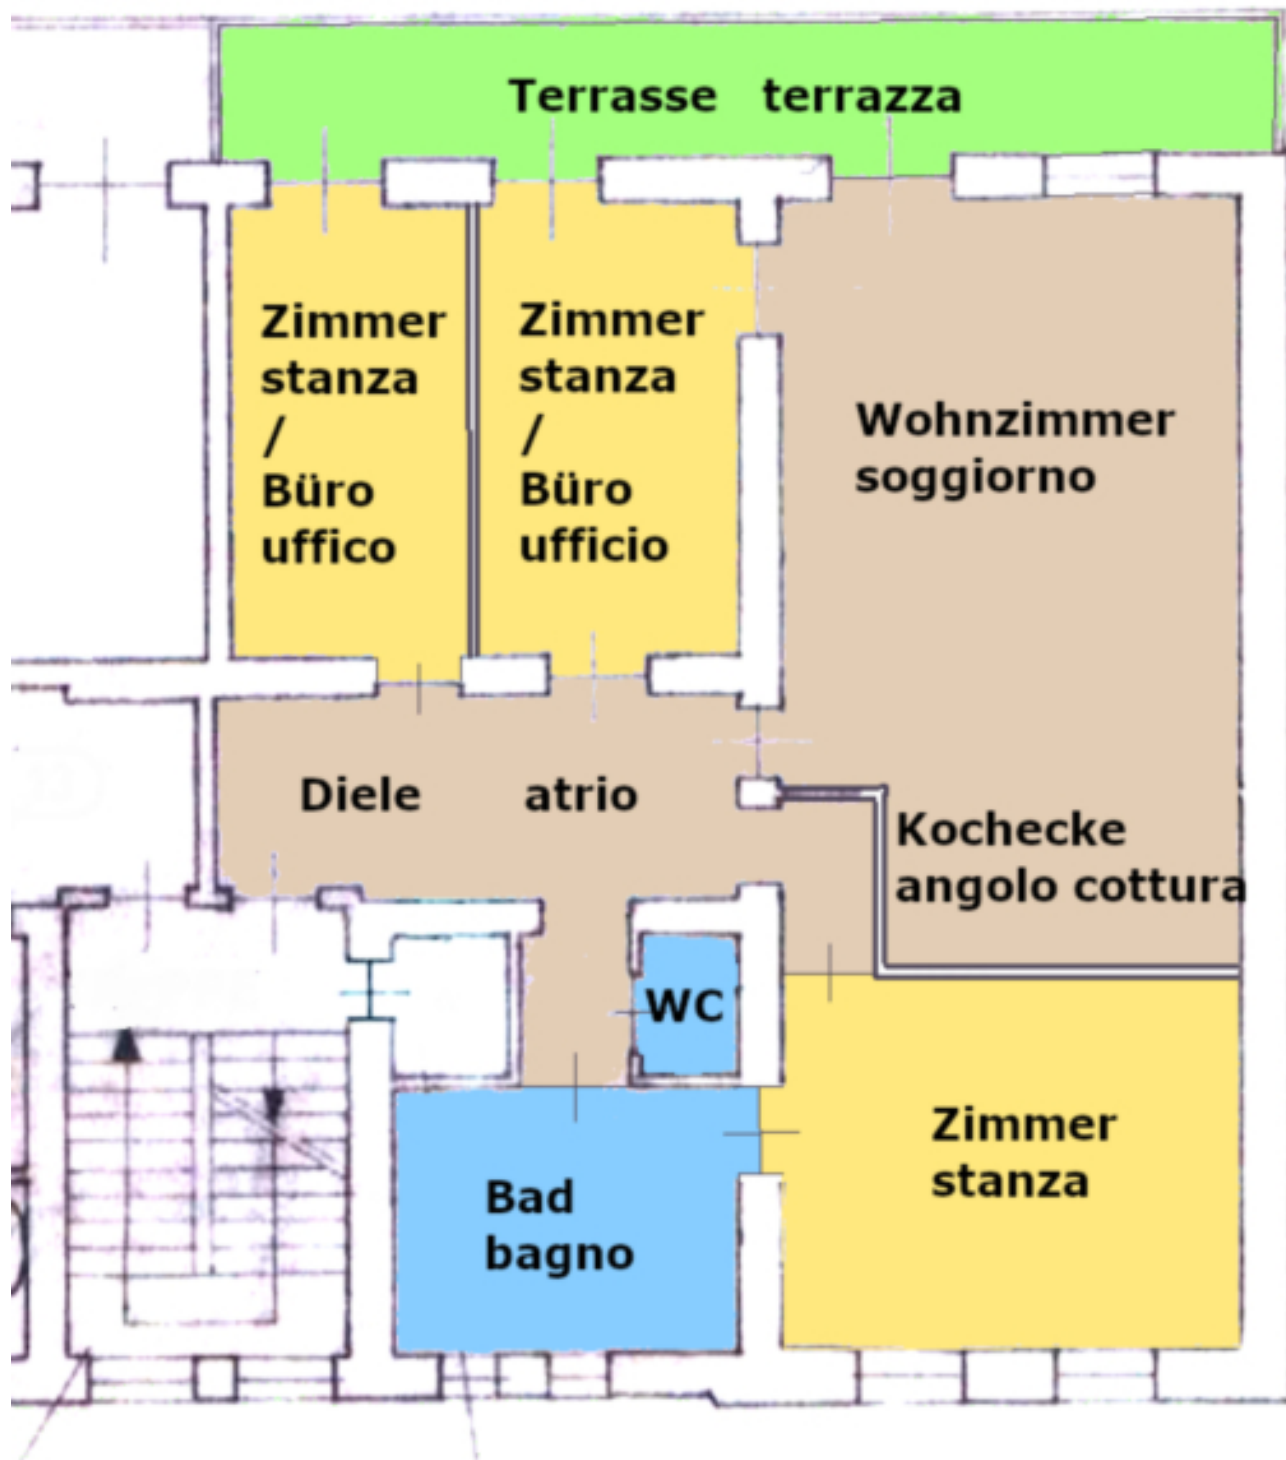 Terrasse terrazza
Zimmer
stanza
/
Büro
uffico
Zimmer
stanza
/
Büro
ufficio
Wohnzimmer
soggiorno
Diele atrio
Kochecke
angolo cottura
WC
Zimmer
stanza
Bad
bagno